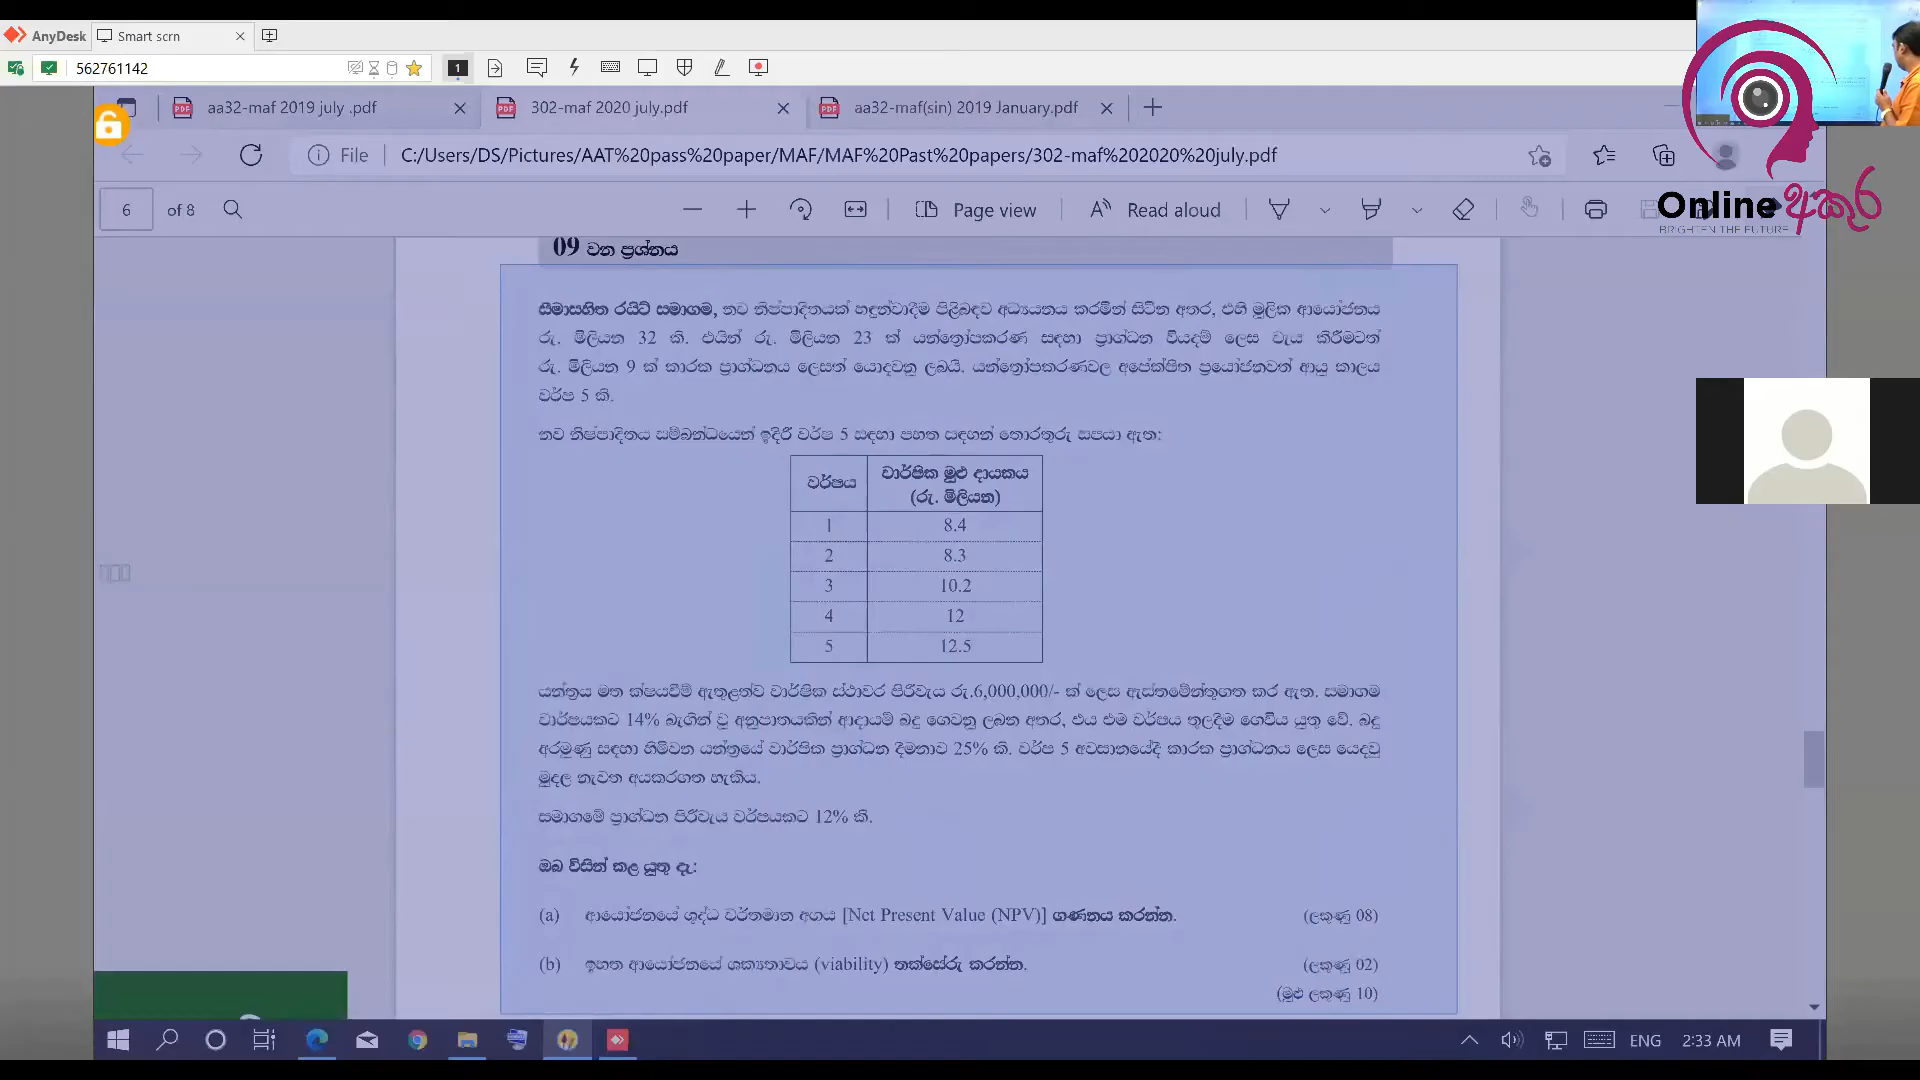 AnyDesk
Smart scrn
562761142
1
aa32-maf 2019 july .pdf
302-maf 2020 july.pdf
aa32-maf(sin) 2019 January.pdf
File
C:/Users/DS/Pictures/AAT%20pass%20paper/MAF/MAF%20Past%20papers/302-maf%202020%20july.pdf
6 of 8
Page view
Read aloud
Online අකුර
BRIGHTEN THE FUTURE
09 වන ප්‍රශ්නය
සීමාසහිත රයිට් සමාගම, නව නිෂ්පාදිතයක් හඳුන්වාදීම පිළිබඳව අධ්‍යයනය කරමින් සිටින අතර, එහි මූලික ආයෝජනය
රු. මිලියන 32 කි. එයින් රු. මිලියන 23 ක් යන්ත්‍රෝපකරණ සඳහා ප්‍රාග්ධන වියදම් ලෙස වැය කිරීමටත්
රු. මිලියන 9 ක් කාරක ප්‍රාග්ධනය ලෙසත් යොදවනු ලබයි. යන්ත්‍රෝපකරණවල අපේක්ෂිත ප්‍රයෝජනවත් ආයු කාලය
වර්ෂ 5 කි.
නව නිෂ්පාදිතය සම්බන්ධයෙන් ඉදිරි වර්ෂ 5 සඳහා පහත සඳහන් තොරතුරු සපයා ඇත:
වර්ෂය
වාර්ෂික මුළු දායකය
(රු. මිලියන)
1 8.4
2 8.3
3 10.2
4 12
5 12.5
යන්ත්‍රය මත ක්ෂයවීම් ඇතුළත්ව වාර්ෂික ස්ථාවර පිරිවැය රු.6,000,000/- ක් ලෙස ඇස්තමේන්තුගත කර ඇත. සමාගම
වාර්ෂයකට 14% බැගින් වූ අනුපාතයකින් ආදායම් බදු ගෙවනු ලබන අතර, එය එම වර්ෂය තුලදීම ගෙවිය යුතු වේ. බදු
අරමුණු සඳහා හිමිවන යන්ත්‍රයේ වාර්ෂික ප්‍රාග්ධන දීමනාව 25% කි. වර්ෂ 5 අවසානයේදී කාරක ප්‍රාග්ධනය ලෙස යෙදවූ
මුදල නැවත අයකරගත හැකිය.
සමාගමේ ප්‍රාග්ධන පිරිවැය වර්ෂයකට 12% කි.
ඔබ විසින් කළ යුතු දෑ:
(a) ආයෝජනයේ ශුද්ධ වර්තමාන අගය [Net Present Value (NPV)] ගණනය කරන්න. (ලකුණු 08)
(b) ඉහත ආයෝජනයේ ශක්‍යතාවය (viability) තක්සේරු කරන්න. (ලකුණු 02)
(මුළු ලකුණු 10)
ENG
2:33 AM